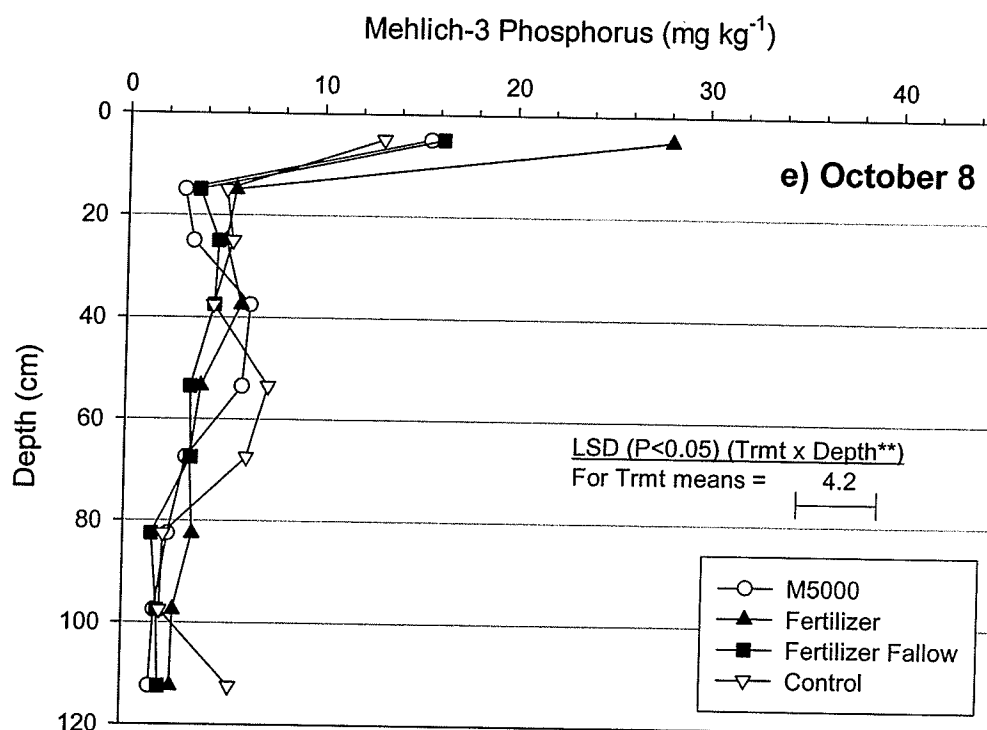 Mehlich-3 Phosphorus (mg kg⁻¹)
0 10 20 30 40
0
20
40
60
80
100
120
Depth (cm)
e) October 8
LSD (P<0.05) (Trmt x Depth**)
For Trmt means = 4.2
M5000
Fertilizer
Fertilizer Fallow
Control